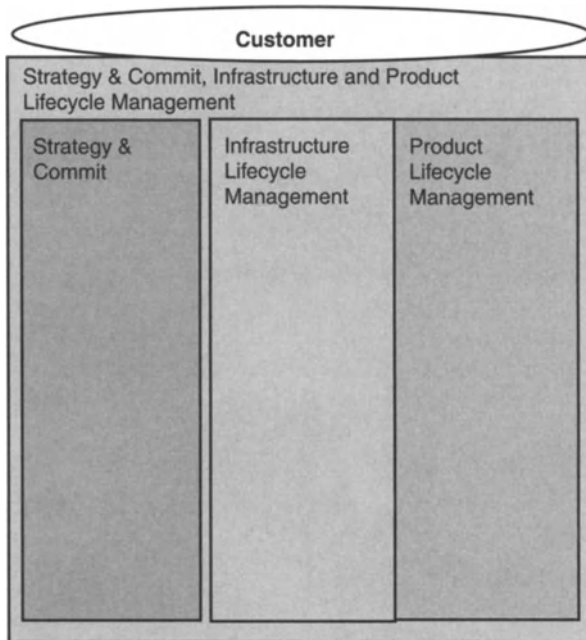 Customer
Strategy & Commit, Infrastructure and Product
Lifecycle Management
Strategy &
Commit
Infrastructure
Lifecycle
Management
Product
Lifecycle
Management